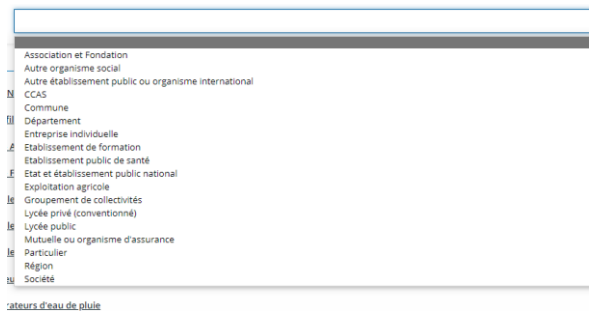 Association et Fondation
Autre organisme social
Autre établissement public ou organisme international
CCAS
Commune
Département
Entreprise individuelle
Etablissement de formation
Etablissement public de santé
Etat et établissement public national
Exploitation agricole
Groupement de collectivités
Lycée privé (conventionné)
Lycée public
Mutuelle ou organisme d'assurance
Particulier
Région
Société
rateurs d'eau de pluie